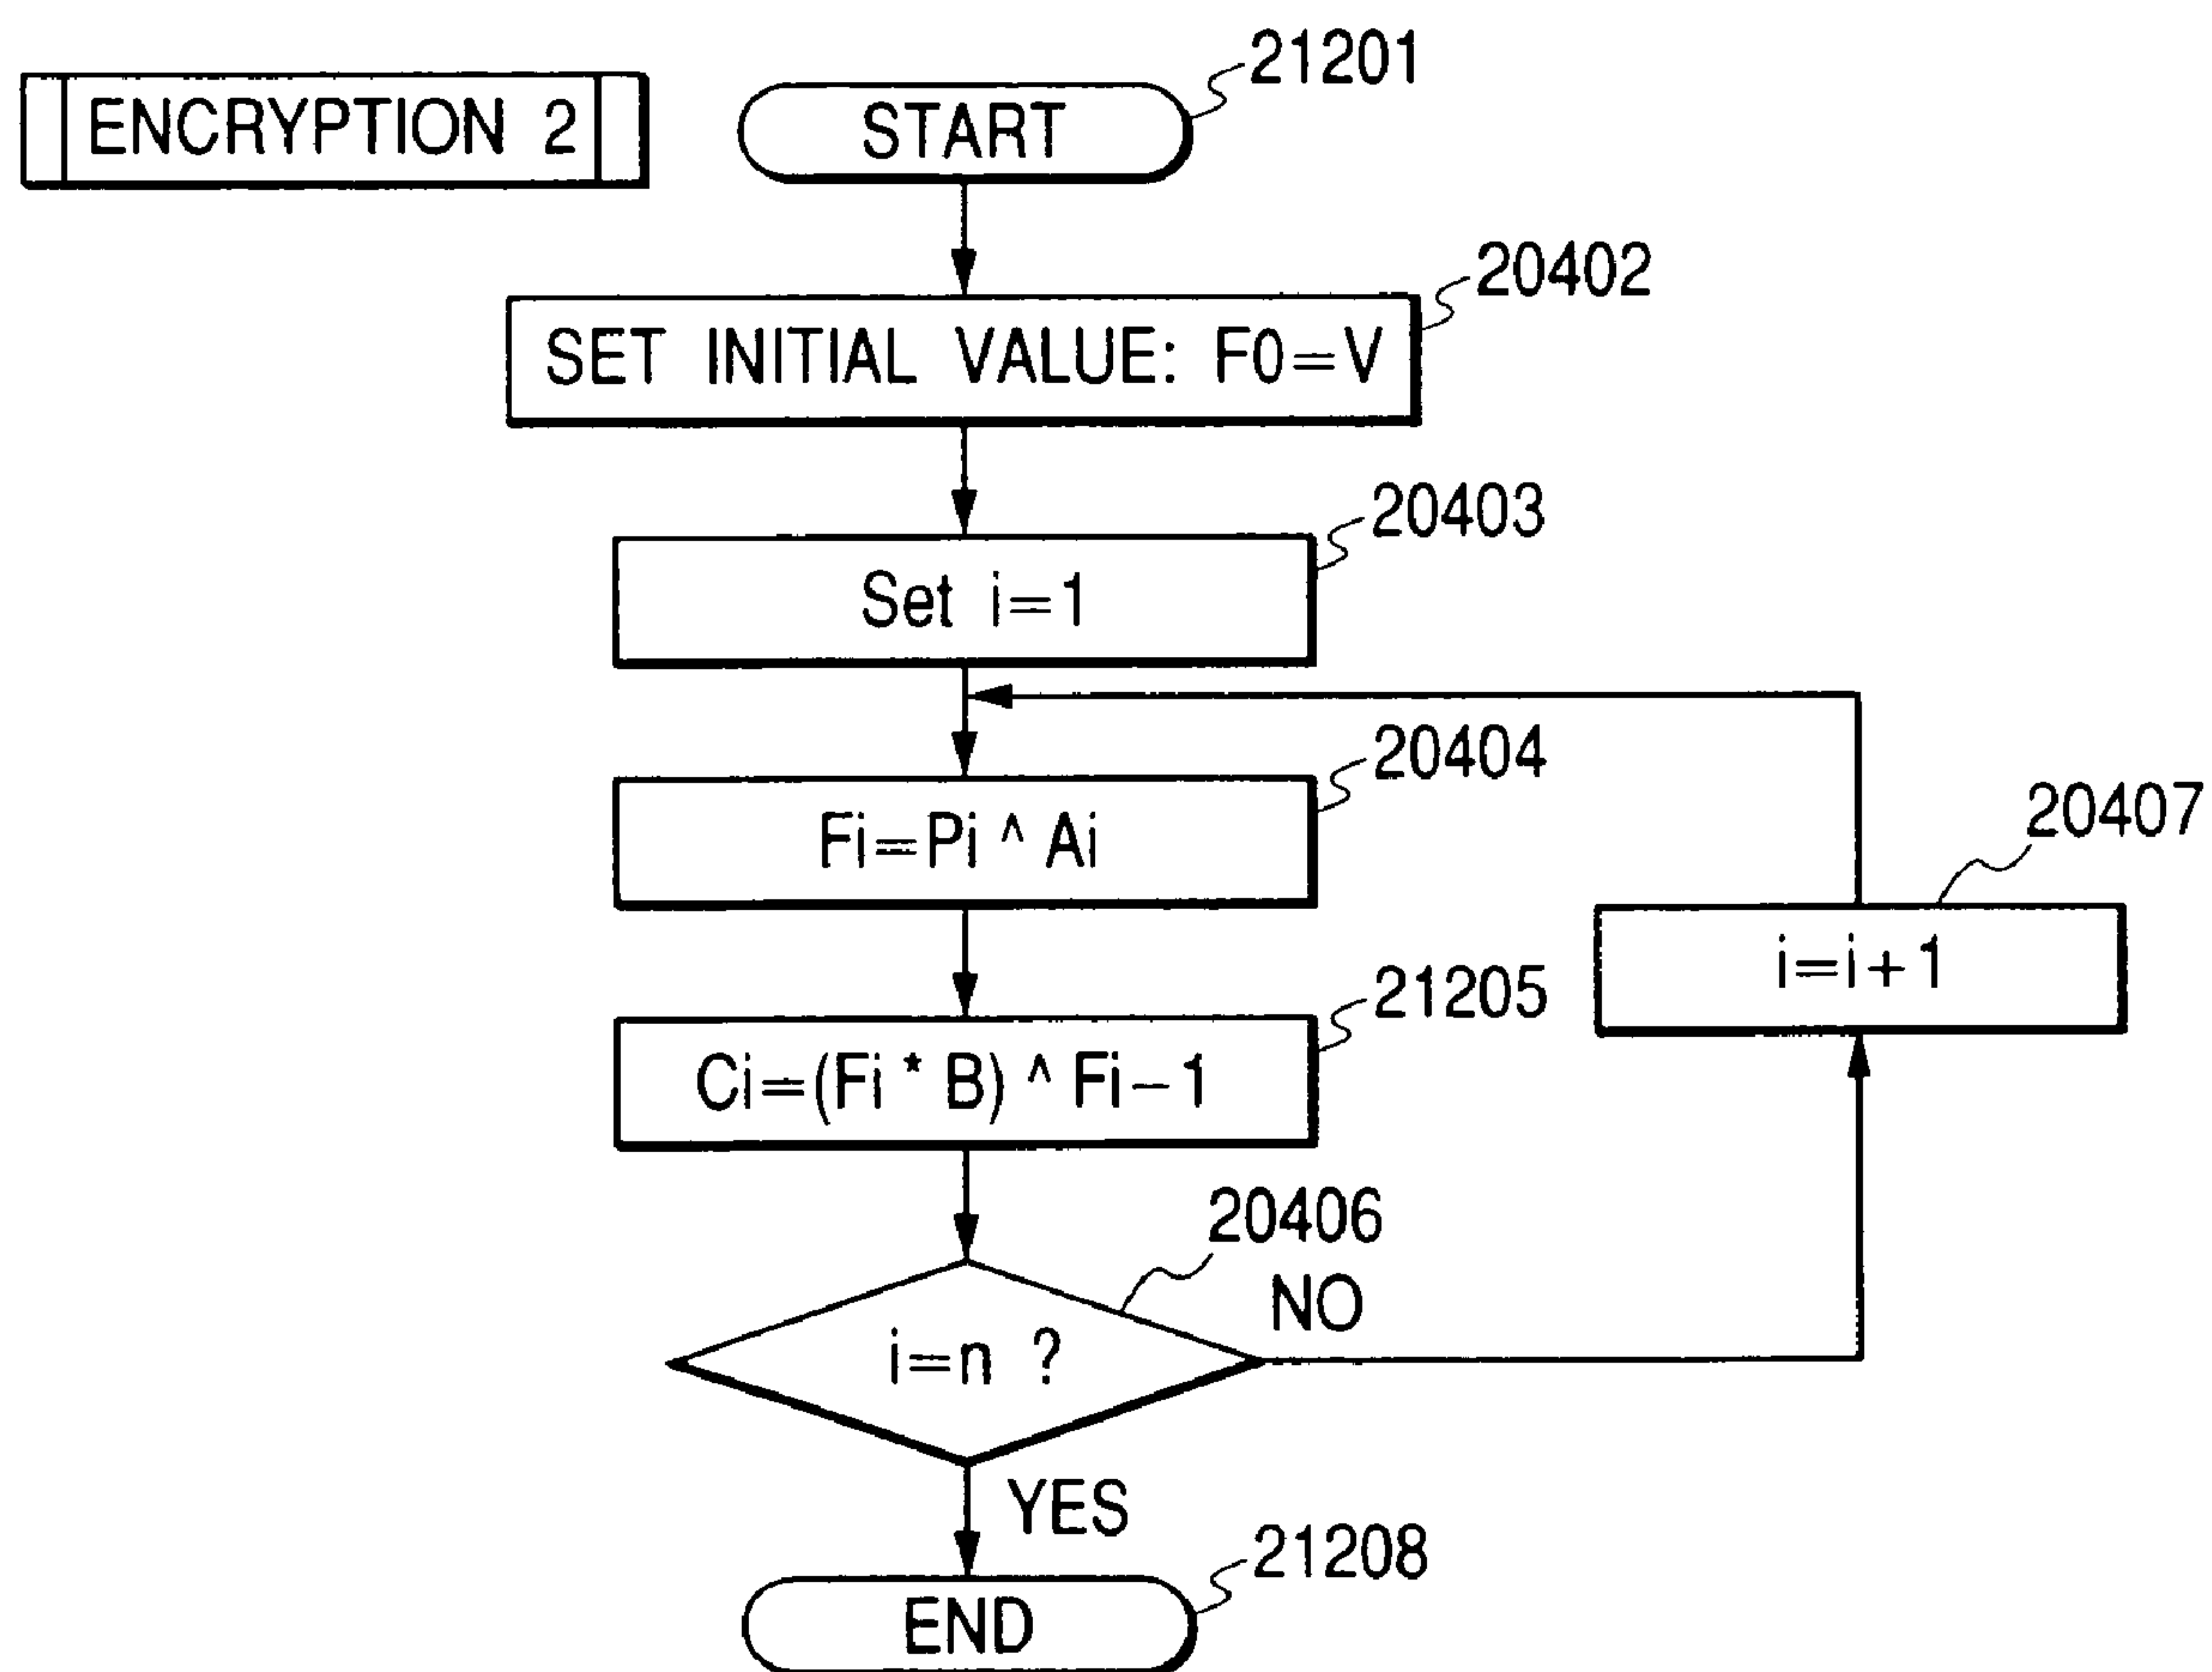 ENCRYPTION 2
START
21201
SET INITIAL VALUE: F0=V
20402
Set i=1
20403
Fi=Pi ^ Ai
20404
i=i+1
20407
Ci=(Fi * B) ^ Fi-1
21205
i=n ?
20406
NO
YES
END
21208